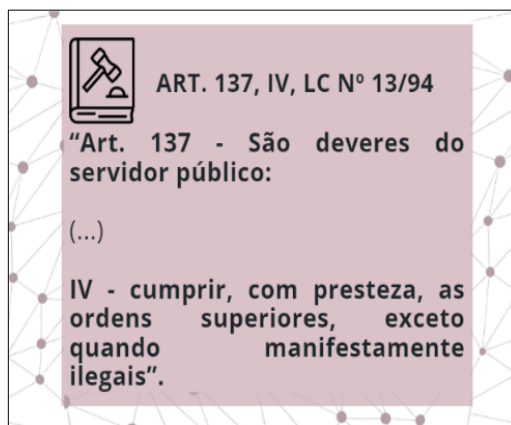 ART. 137, IV, LC Nº 13/94
“Art. 137 - São deveres do
servidor público:
(...)
IV - cumprir, com presteza, as
ordens superiores, exceto
quando manifestamente
ilegais”.